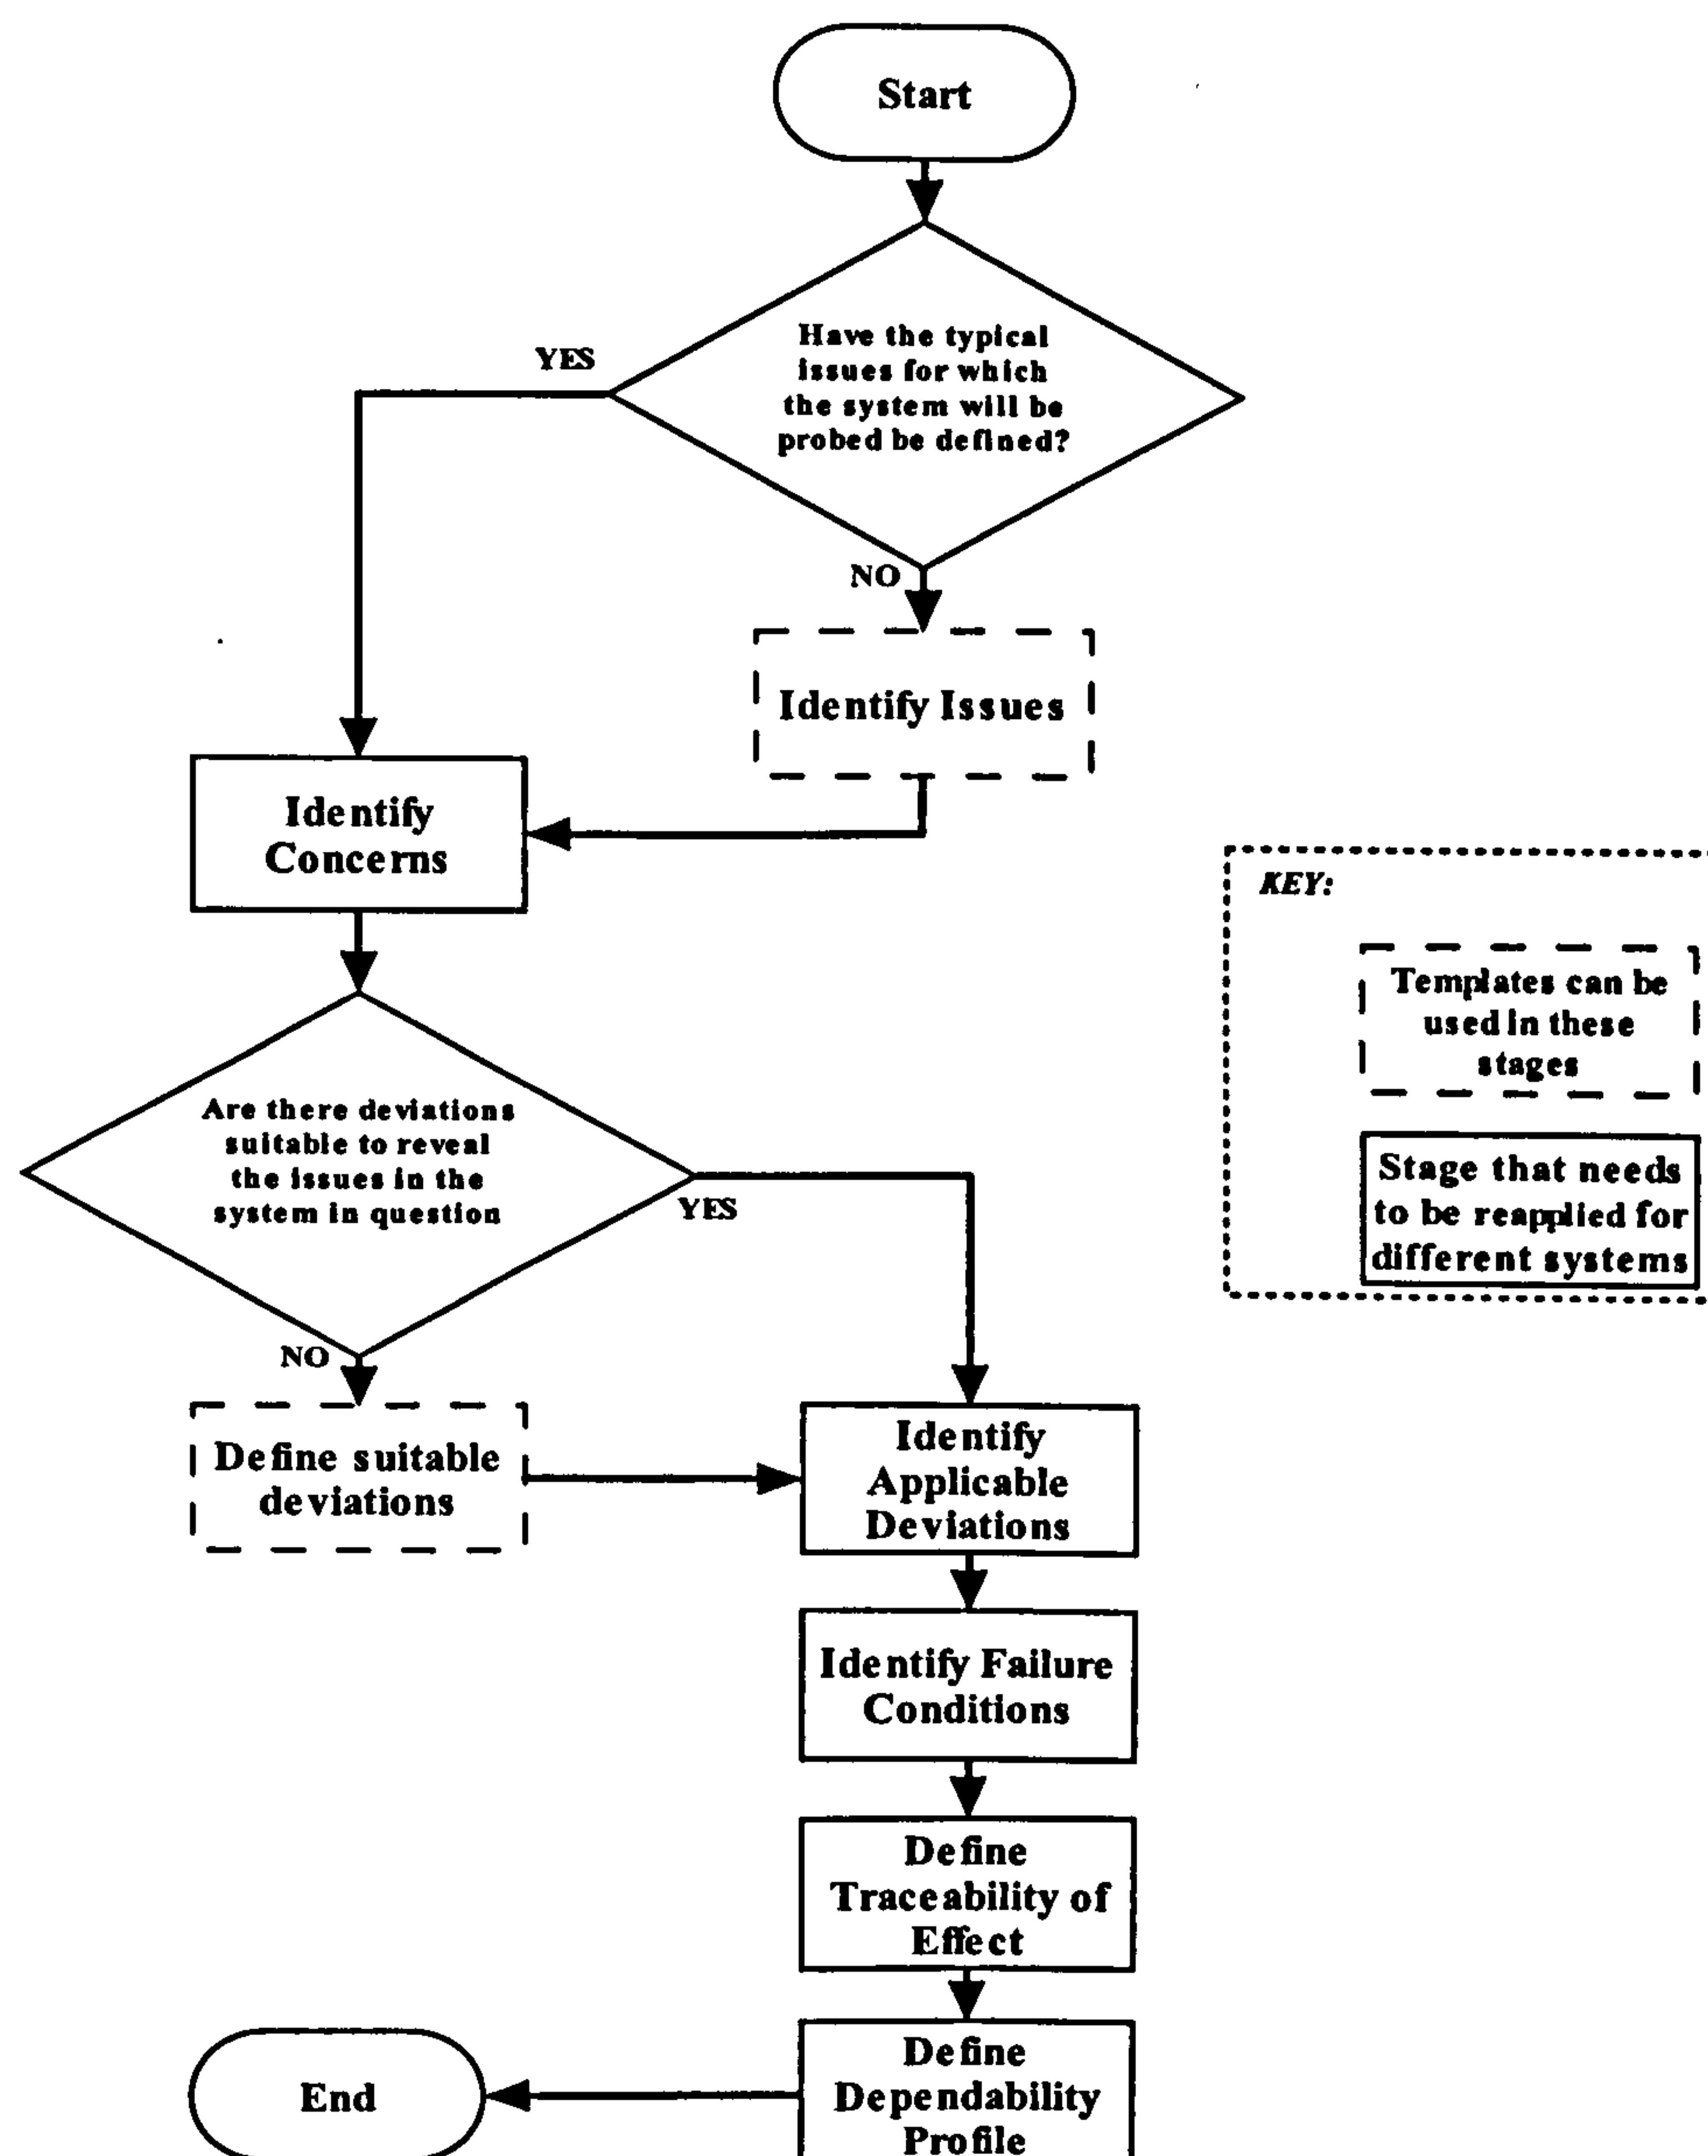 Start
Have the typical
issues for which
the system will be
probed be defined?
YES
NO
Identify Issues
Identify
Concerns
KEY:
Templates can be
used in these
stages
Stage that needs
to be reapplied for
different systems
Are there deviations
suitable to reveal
the issues in the
system in question
YES
NO
Define suitable
deviations
Identify
Applicable
Deviations
Identify Failure
Conditions
Define
Traceability of
Effect
Define
Dependability
Profile
End